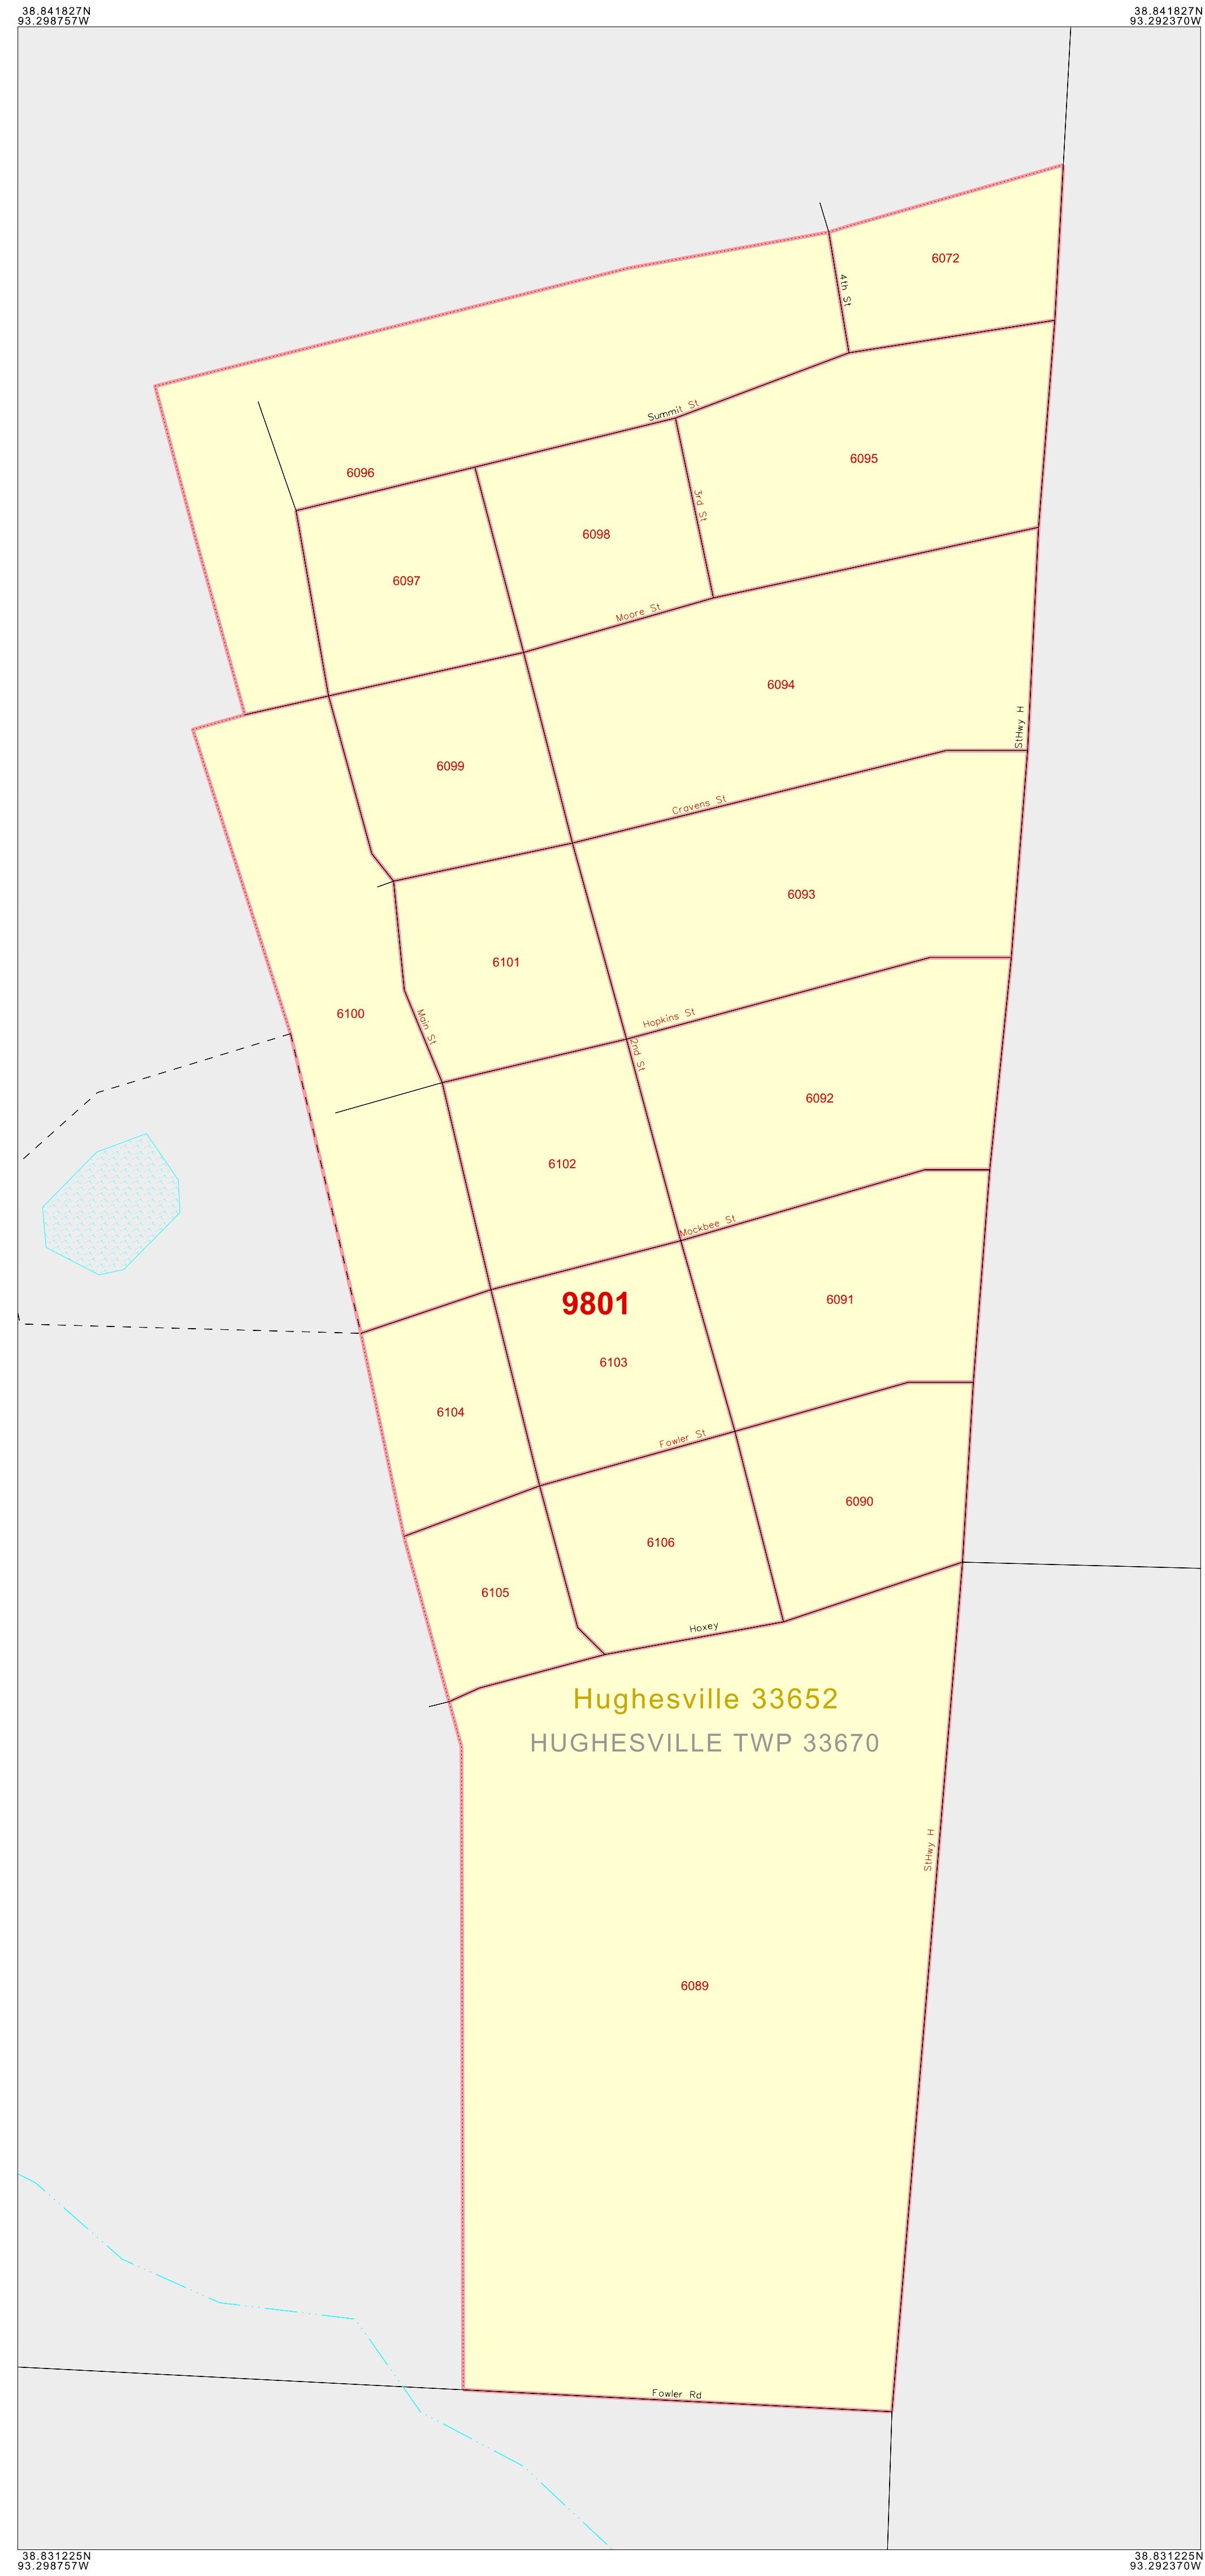 38.841827N
93.298757W
38.841827N
93.292370W
6072
4th St
Summit St
6095
6096
3rd St
6098
6097
Moore St
6094
StHwy H
6099
Cravens St
6093
6101
6100
Main St
Hopkins St
2nd St
6092
6102
Mockbee St
9801
6091
6103
6104
Fowler St
6090
6106
6105
Hoxey
Hughesville 33652
HUGHESVILLE TWP 33670
StHwy H
6089
Fowler Rd
38.831225N
93.298757W
38.831225N
93.292370W